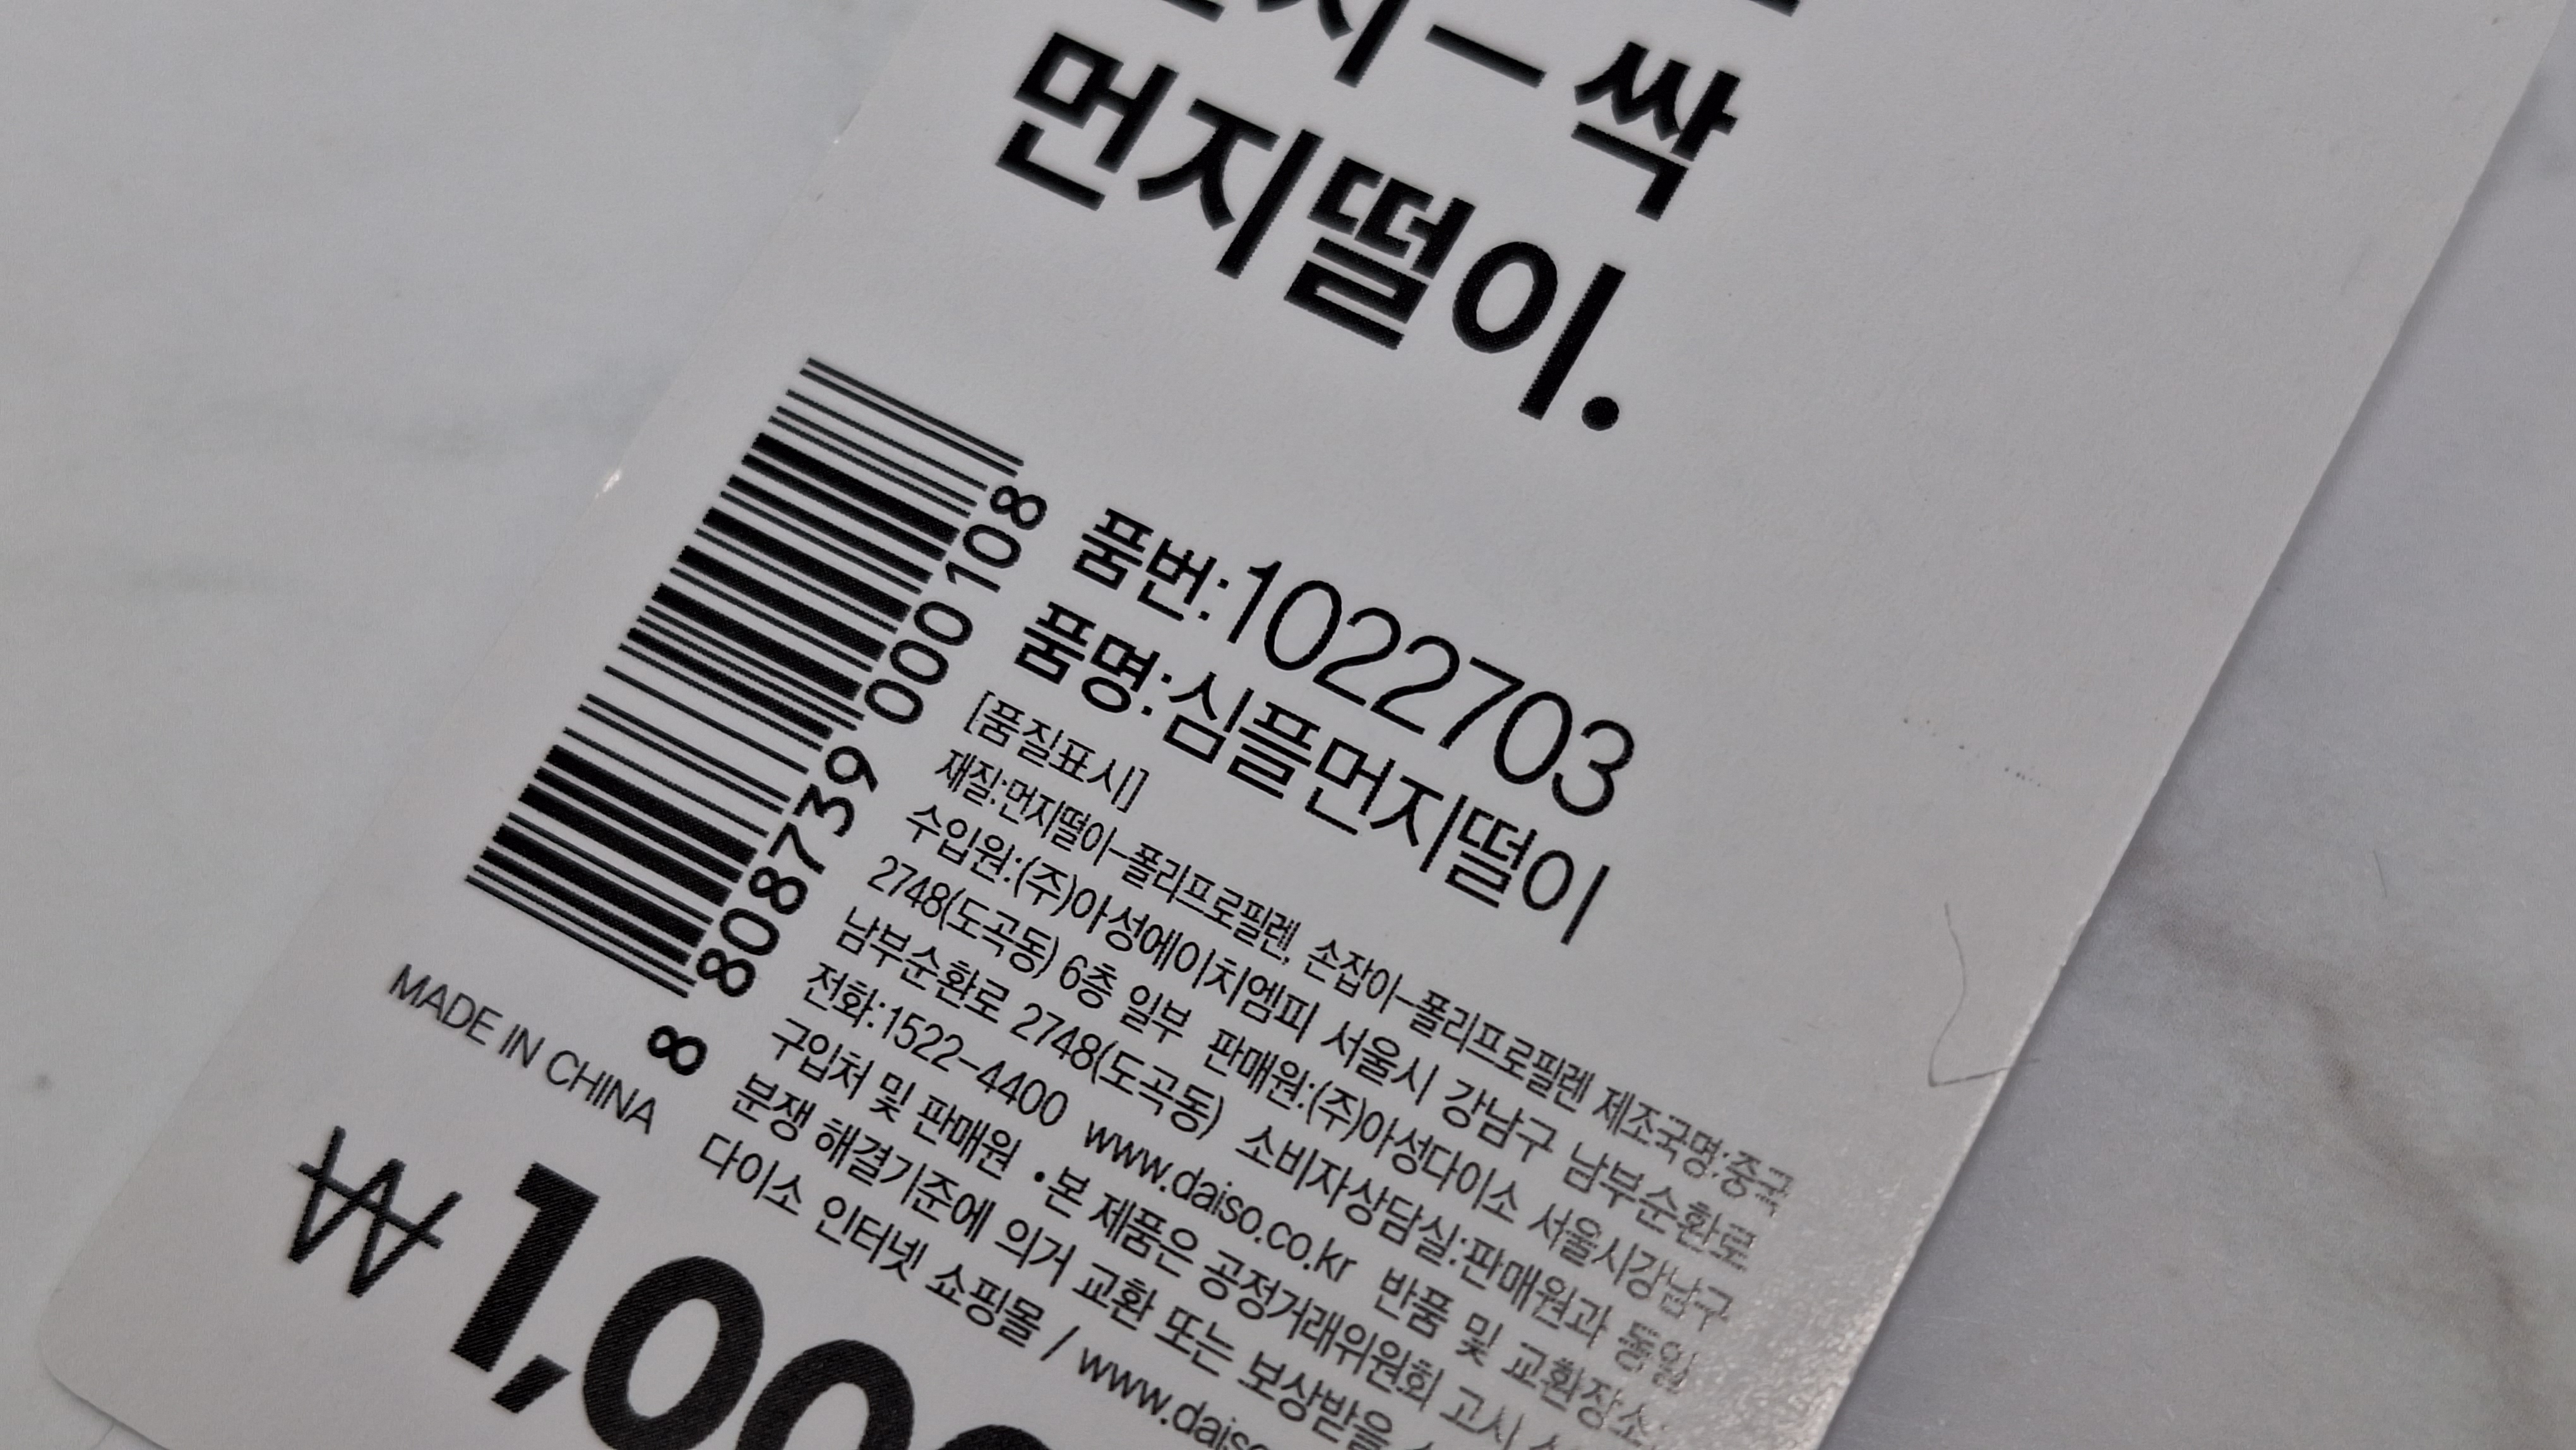 싹
먼지떨이.
8 808739 000108
품번:1022703
품명:심플먼지떨이
[품질표시]
재질:먼지떨이-폴리프로필렌, 손잡이-폴리프로필렌 제조국명:중국
수입원:(주)아성에이치엠피 서울시 강남구 남부순환로
2748(도곡동) 6층 일부 판매원:(주)아성다이소 서울시강남구
남부순환로 2748(도곡동) 소비자상담실:판매원과 동일
전화:1522-4400 www.daiso.co.kr 반품 및 교환장소:
구입처 및 판매원 •본 제품은 공정거래위원회 고시
분쟁 해결기준에 의거 교환 또는 보상받을
다이소 인터넷 쇼핑몰 /
MADE IN CHINA